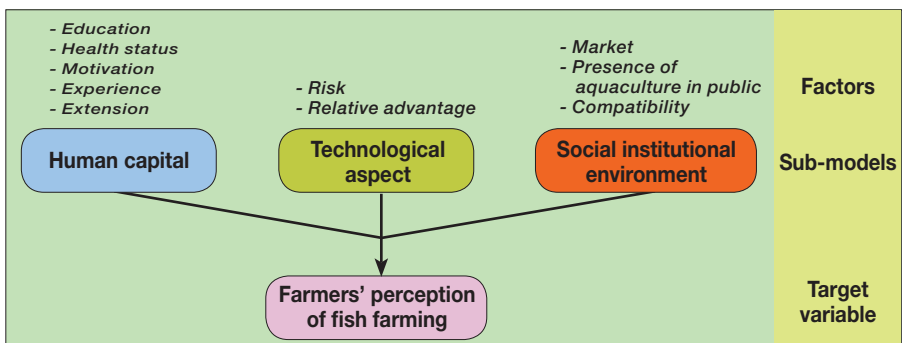 - Education
- Health status
- Motivation
- Experience
- Extension
- Risk
- Relative advantage
- Market
- Presence of
aquaculture in public
- Compatibility
Factors
Human capital
Technological
aspect
Social institutional
environment
Sub-models
Farmers' perception
of fish farming
Target
variable